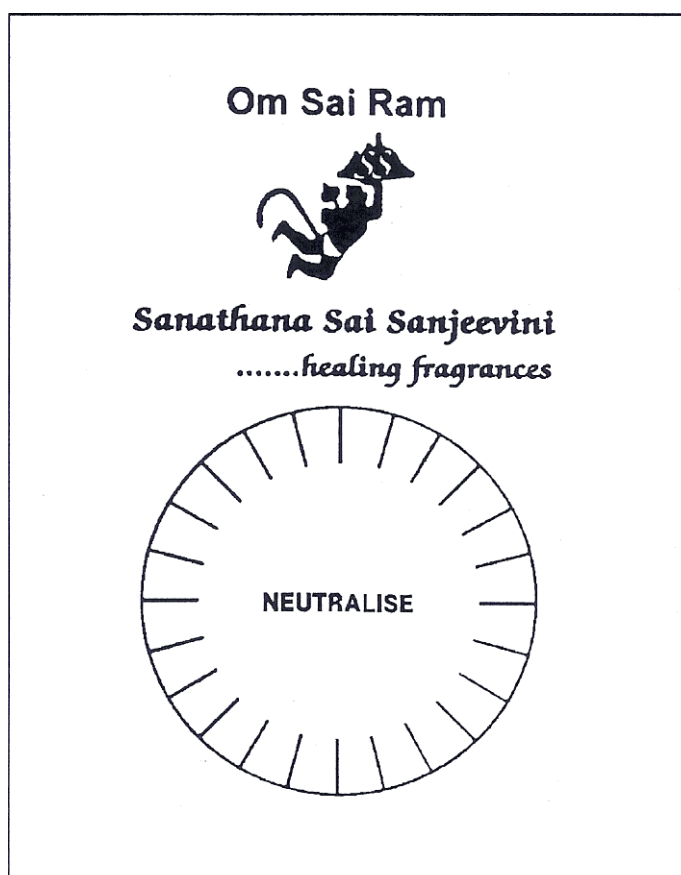 Om Sai Ram
Sanathana Sai Sanjeevini
.......healing fragrances
NEUTRALISE